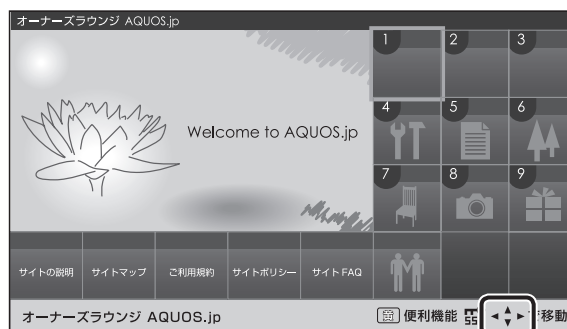 オーナーズラウンジ AQUOS.jp
1 2 3
Welcome to AQUOS.jp
4 5 6
7 8 9
サイトの説明 サイトマップ ご利用規約 サイトポリシー サイトFAQ
オーナーズラウンジ AQUOS.jp 便利機能 で移動